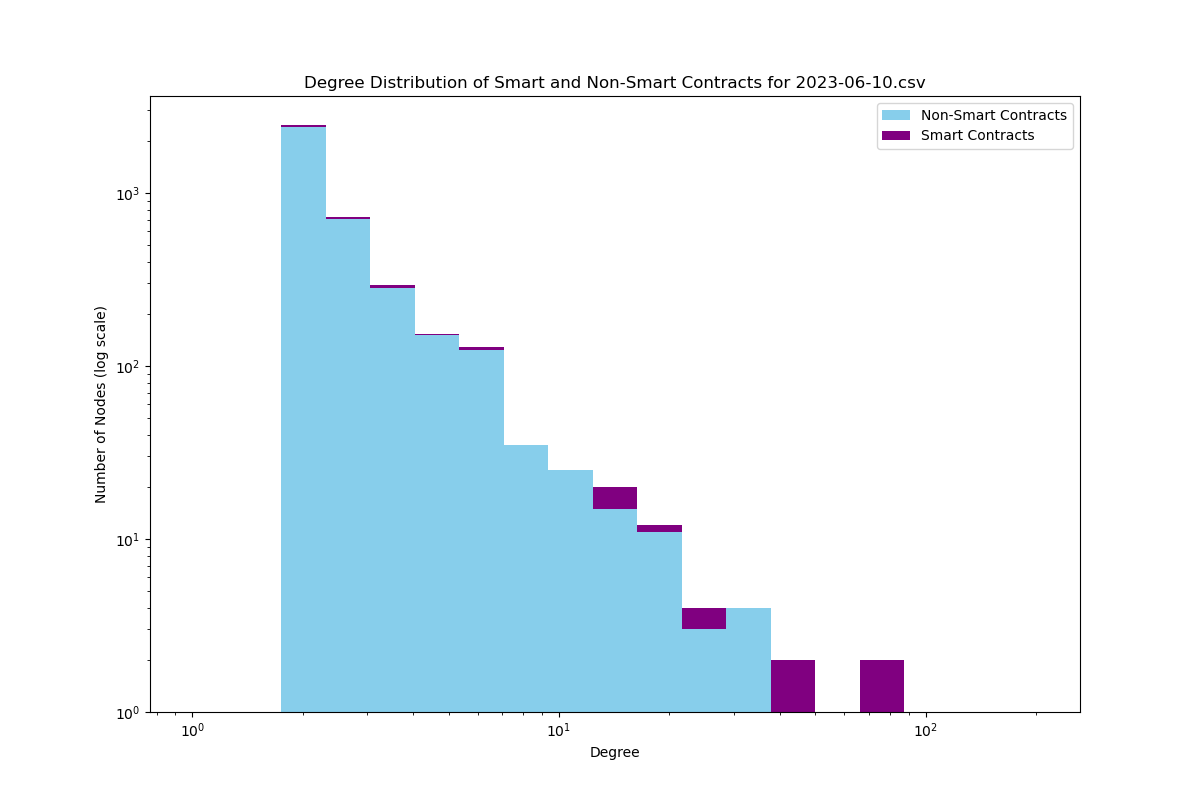 Degree Distribution of Smart and Non-Smart Contracts for 2023-06-10.csv
Non-Smart Contracts
Smart Contracts
Number of Nodes (log scale)
10³
10²
10¹
10⁰
10⁰ 10¹ 10²
Degree